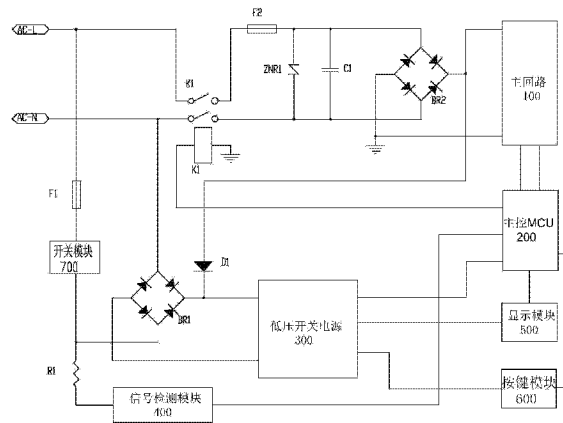 AC-L
F2
ZNR1
C1
BR2
主回路
100
K1
AC-N
K1
F1
主控MCU
200
开关模块
700
D1
BR1
低压开关电源
300
显示模块
500
R1
信号检测模块
400
按键模块
600